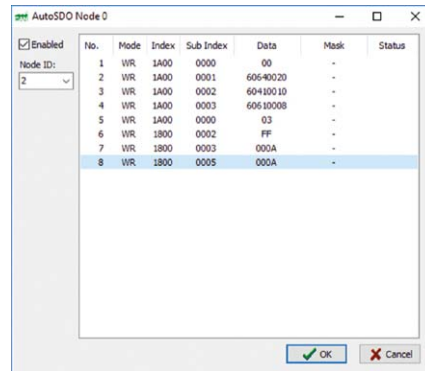 AutoSDO Node 0
Enabled
Node ID:
2
No. Mode Index Sub Index Data Mask Status
1 WR 1A00 0000 00 -
2 WR 1A00 0001 60640020 -
3 WR 1A00 0002 60410010 -
4 WR 1A00 0003 60610008 -
5 WR 1A00 0000 03 -
6 WR 1800 0002 FF -
7 WR 1800 0003 000A -
8 WR 1800 0005 000A -
OK Cancel